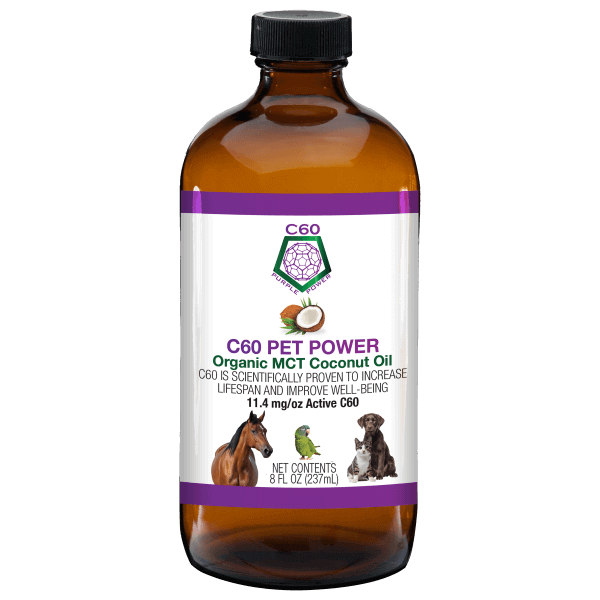 C60
PURPLE POWER
C60 PET POWER
Organic MCT Coconut Oil
C60 IS SCIENTIFICALLY PROVEN TO INCREASE
LIFESPAN AND IMPROVE WELL-BEING
11.4 mg/oz Active C60
NET CONTENTS
8 FL OZ (237mL)